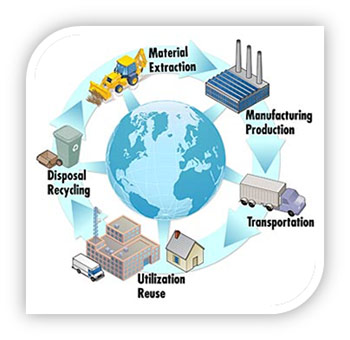 Material
Extraction
Manufacturing
Production
Transportation
Utilization
Reuse
Disposal
Recycling